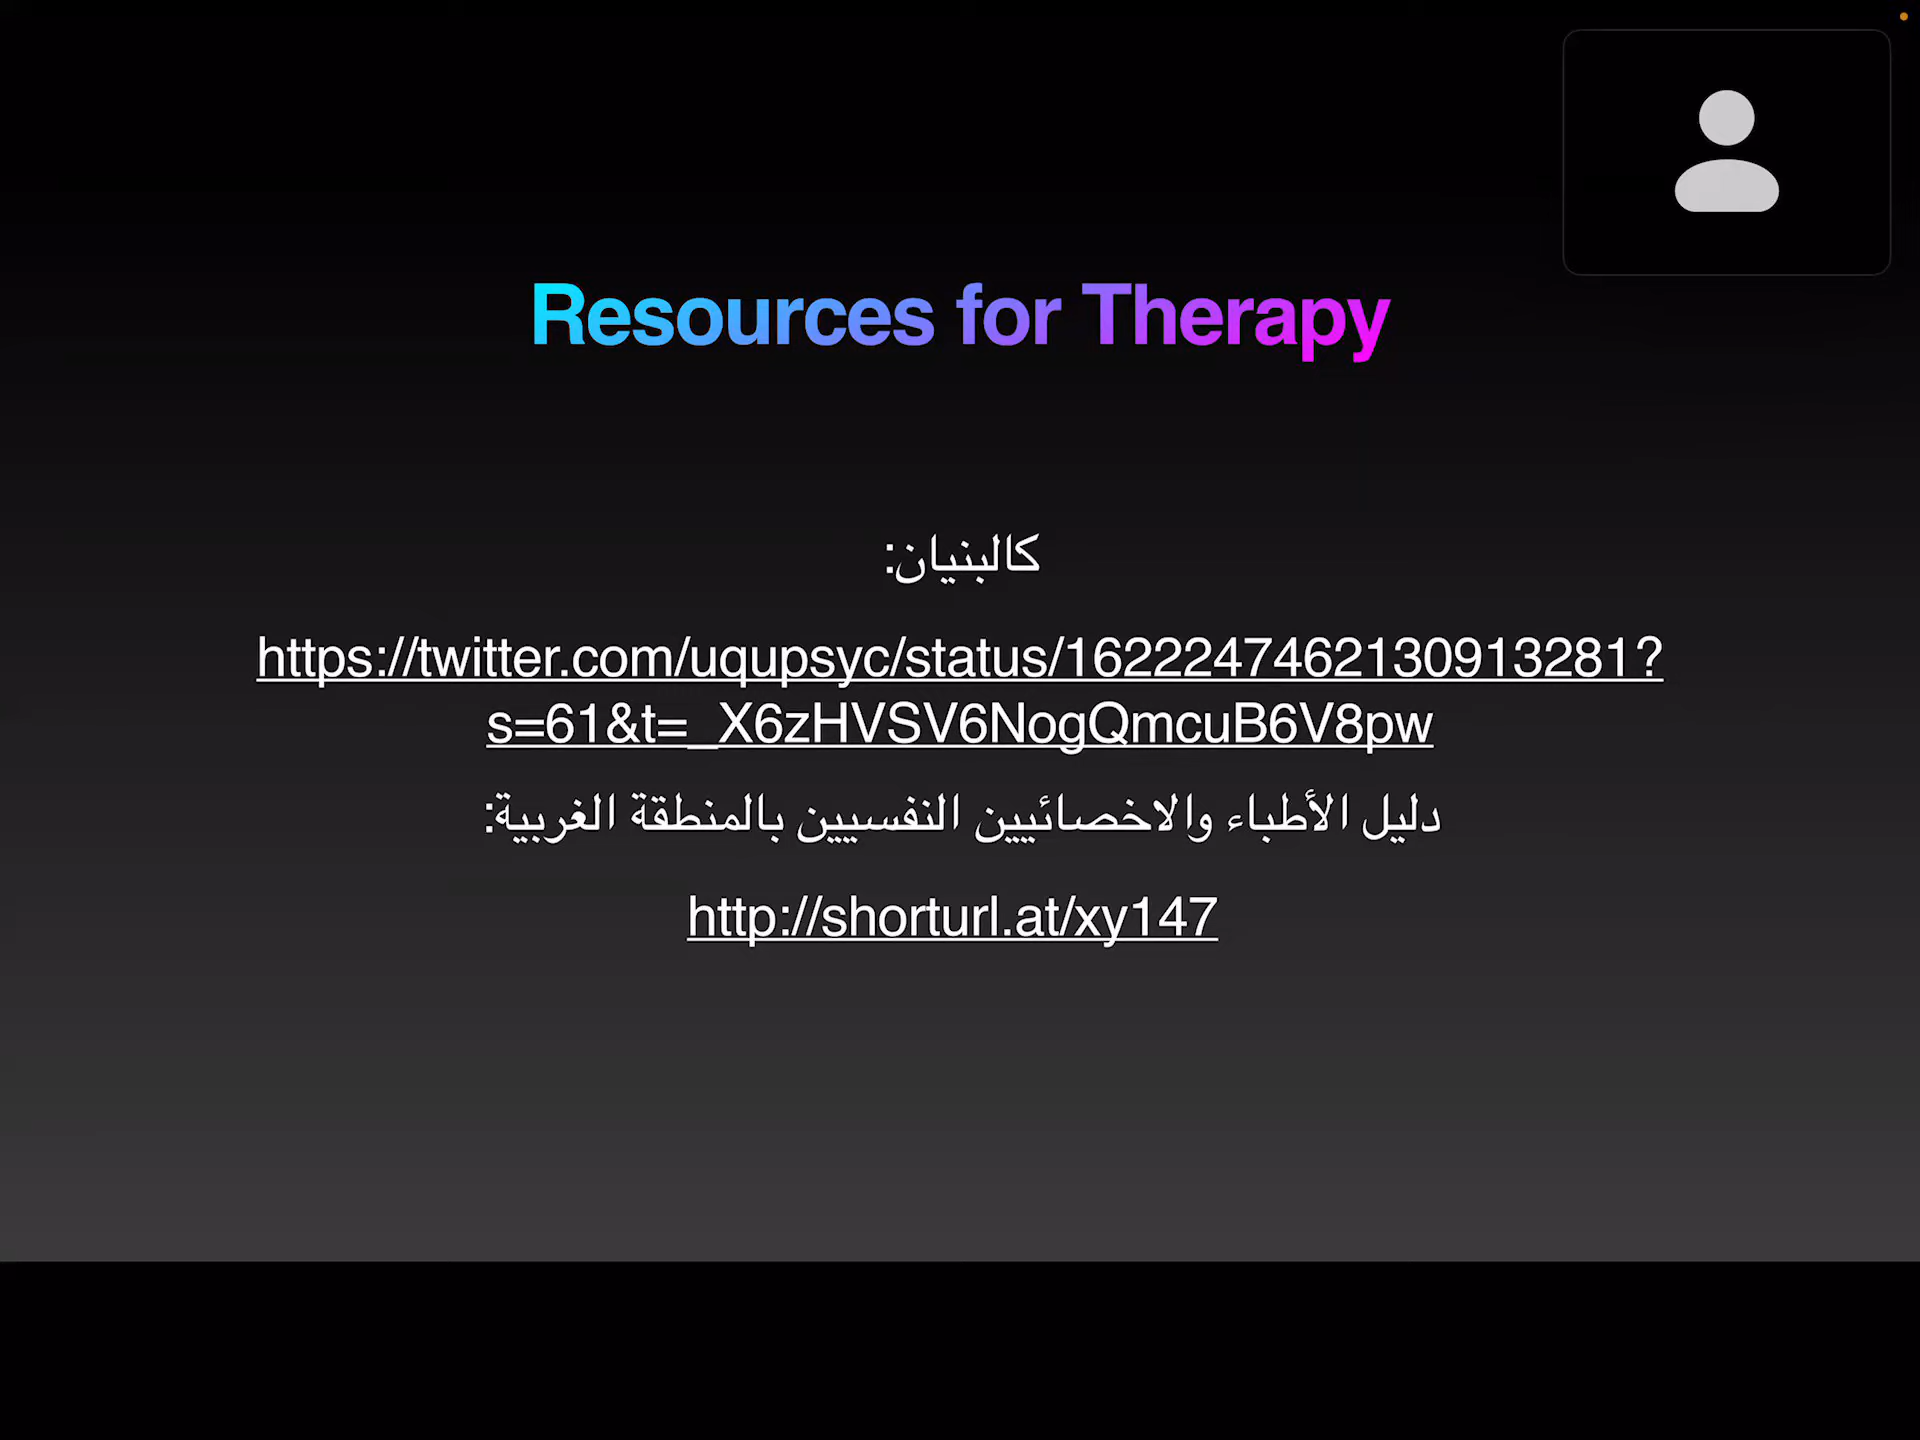 Resources for Therapy
كالبنيان:
https://twitter.com/uqupsyc/status/1622247462130913281?
s=61&t=_X6zHVSV6NogQmcuB6V8pw
دليل الأطباء والاخصائيين النفسيين بالمنطقة الغربية:
http://shorturl.at/xy147